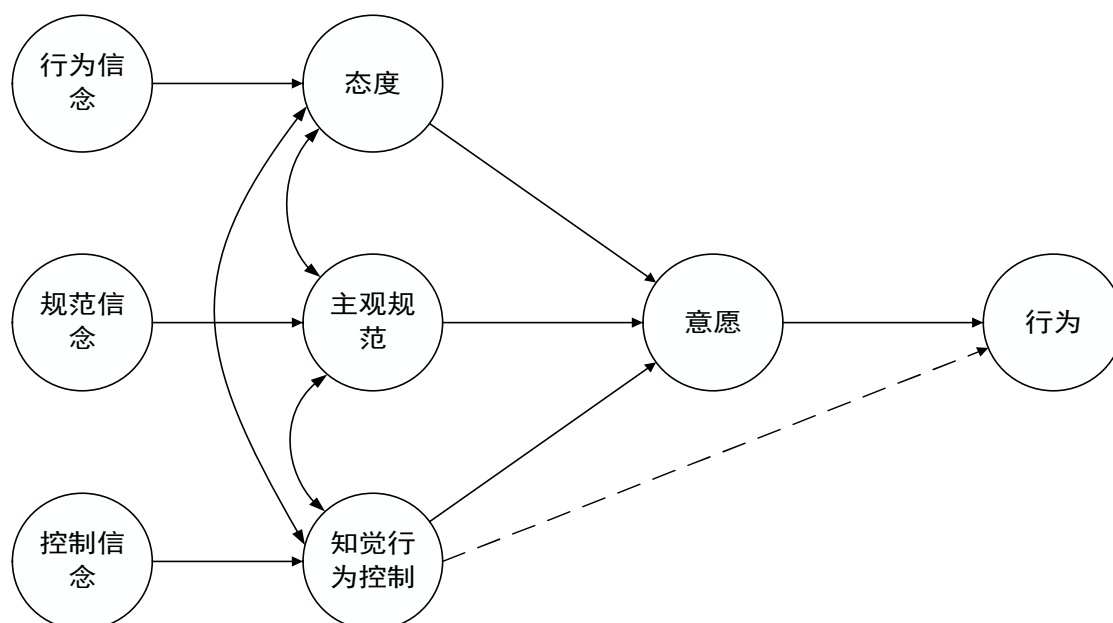 行为信
念
态度
规范信
念
主观规
范
意愿
行为
控制信
念
知觉行
为控制